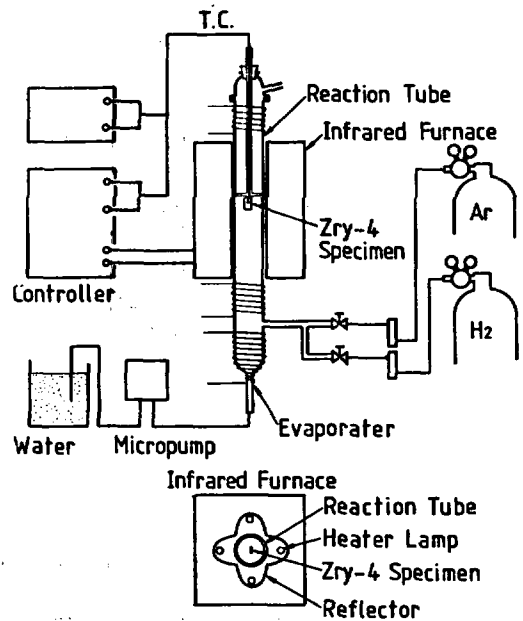 T.C.
Reaction Tube
Infrared Furnace
Ar
Zry-4
Specimen
Controller
H2
Water
Micropump
Evaporater
Infrared Furnace
Reaction Tube
Heater Lamp
Zry-4 Specimen
Reflector